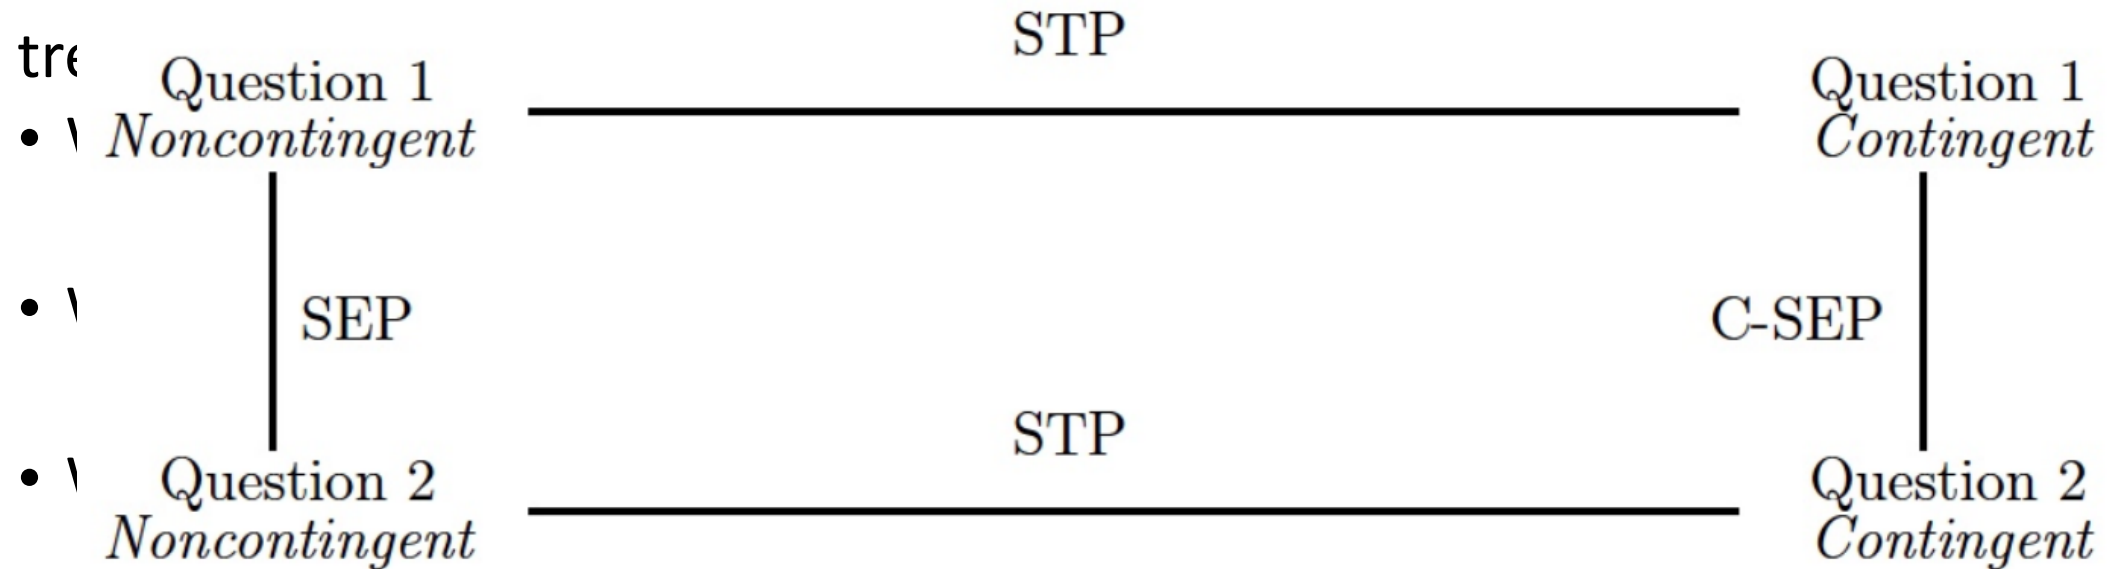 STP
Question 1
Noncontingent
Question 1
Contingent
SEP
C-SEP
STP
Question 2
Noncontingent
Question 2
Contingent